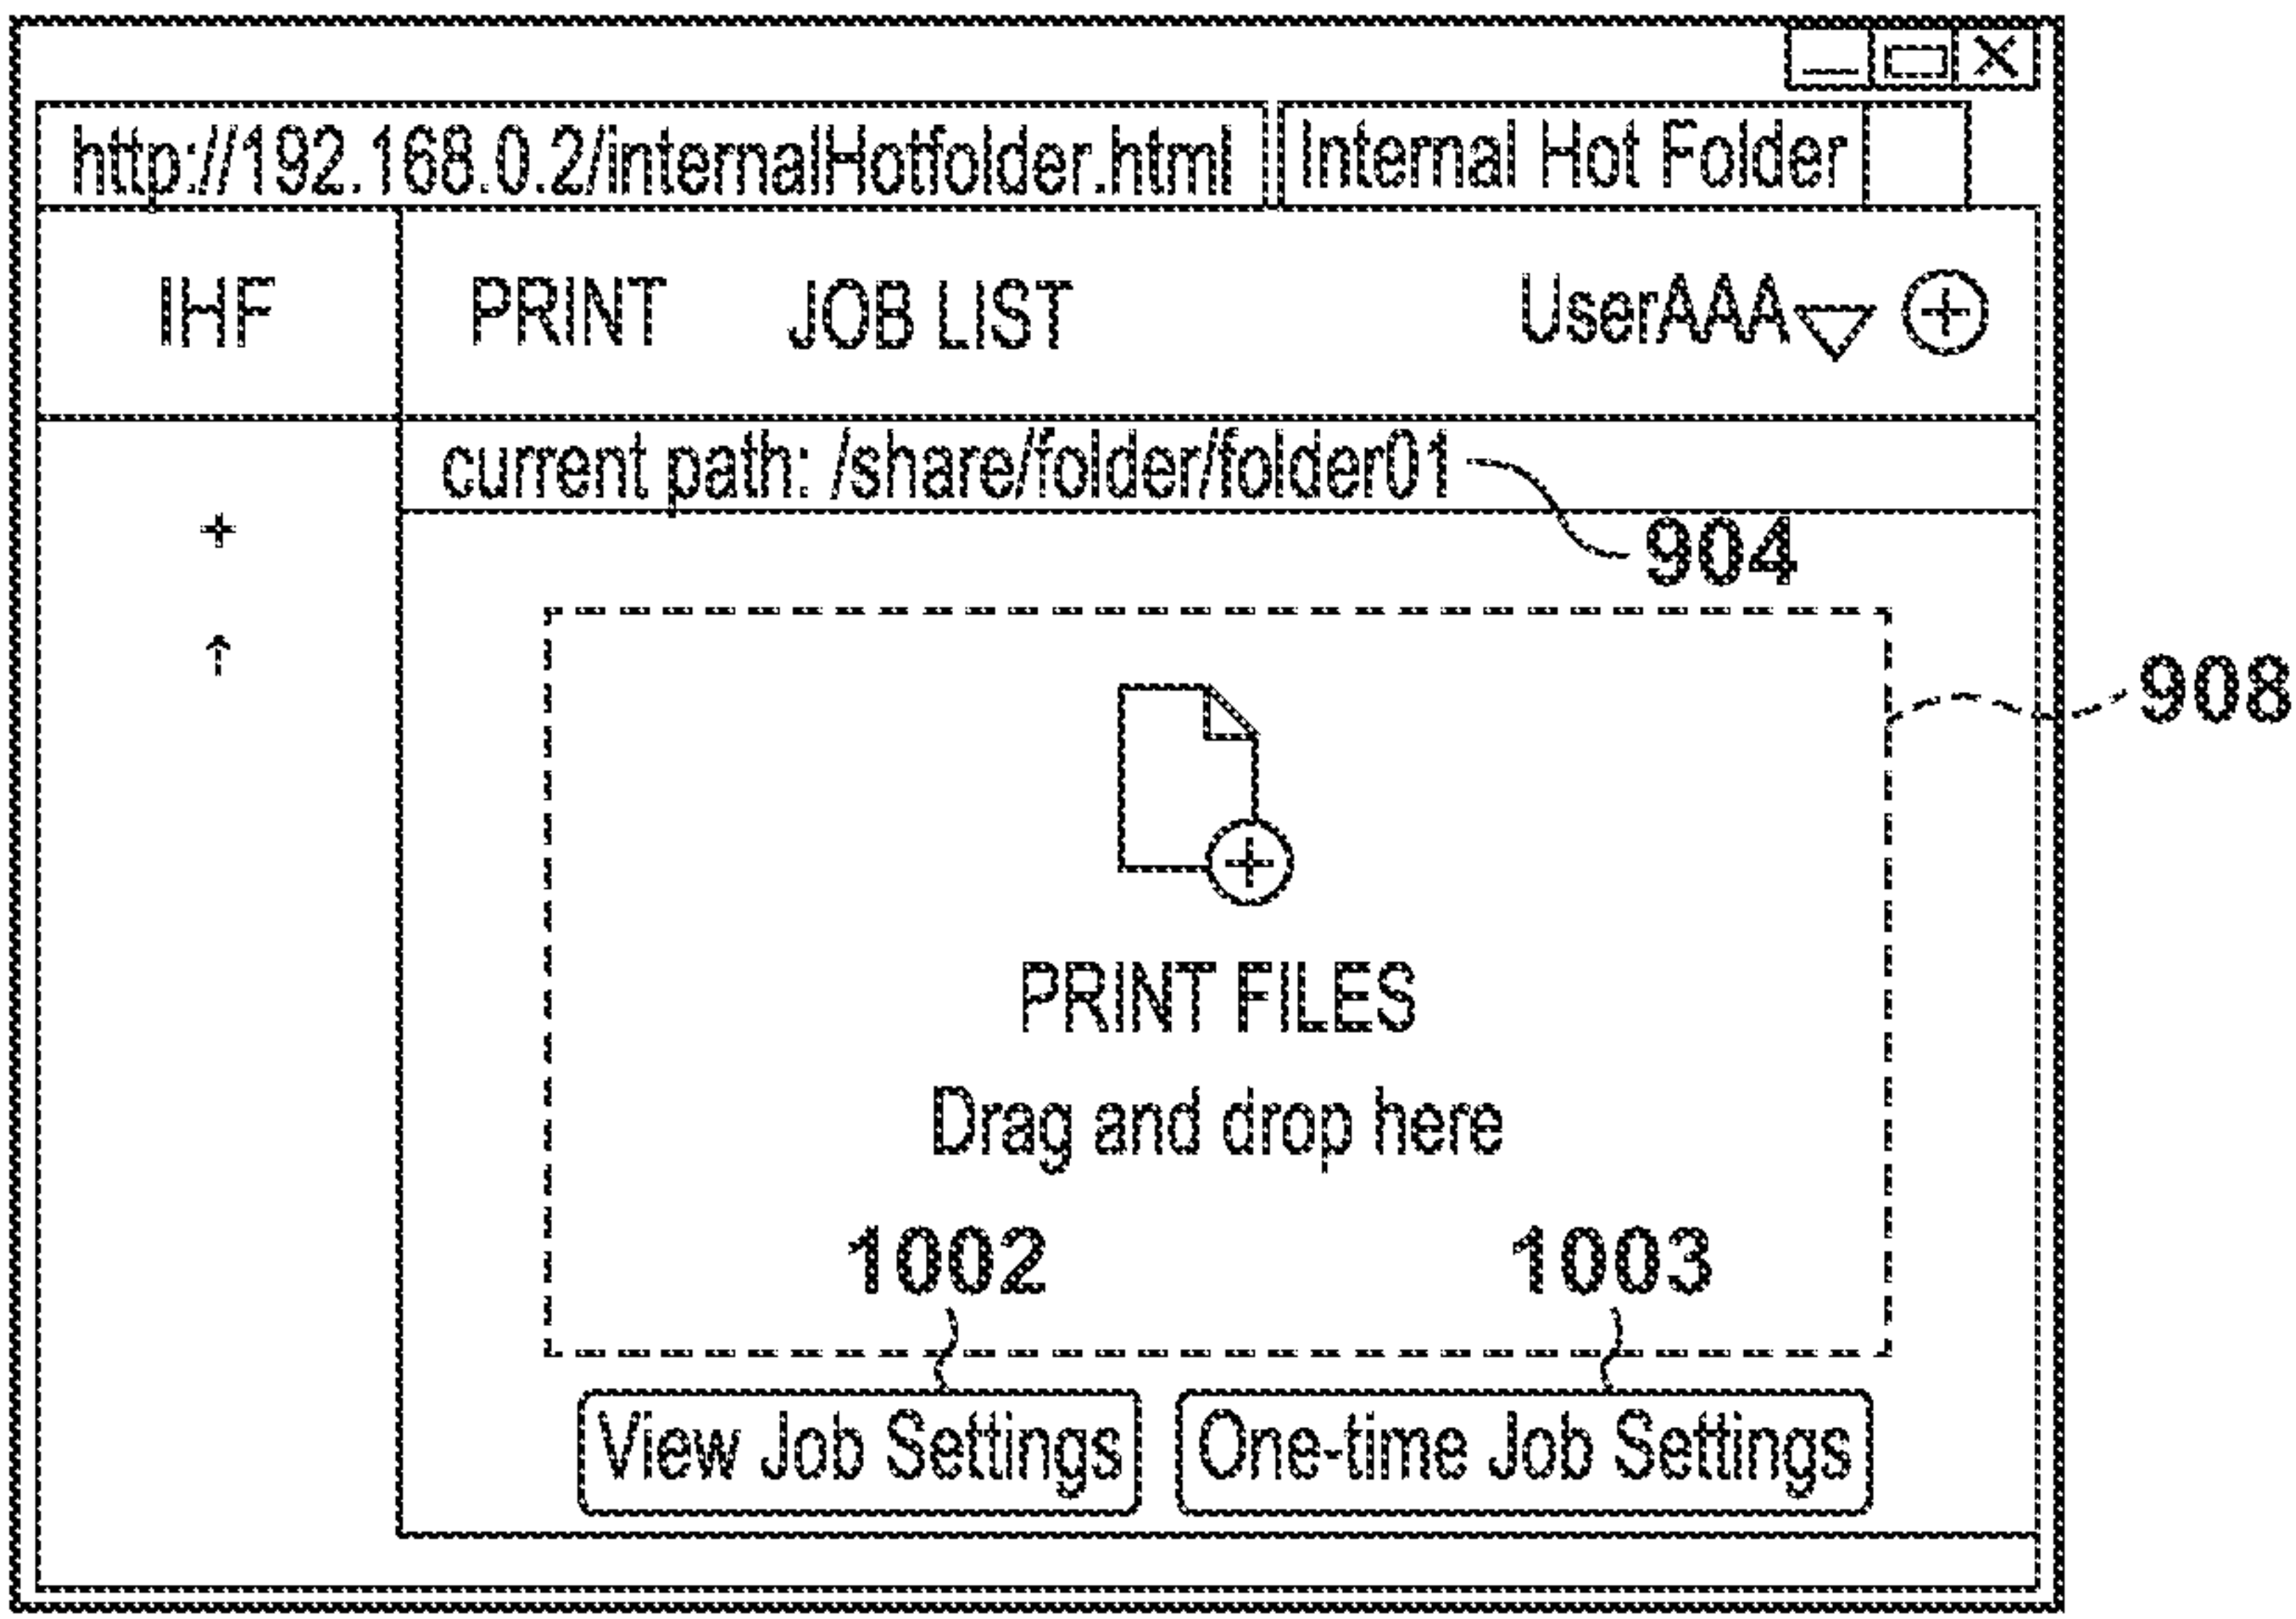 http://192.168.0.2/internalHotfolder.html Internal Hot Folder
IHF PRINT JOB LIST UserAAA
current path: /share/folder/folder01
904
908
PRINT FILES
Drag and drop here
1002 1003
View Job Settings One-time Job Settings